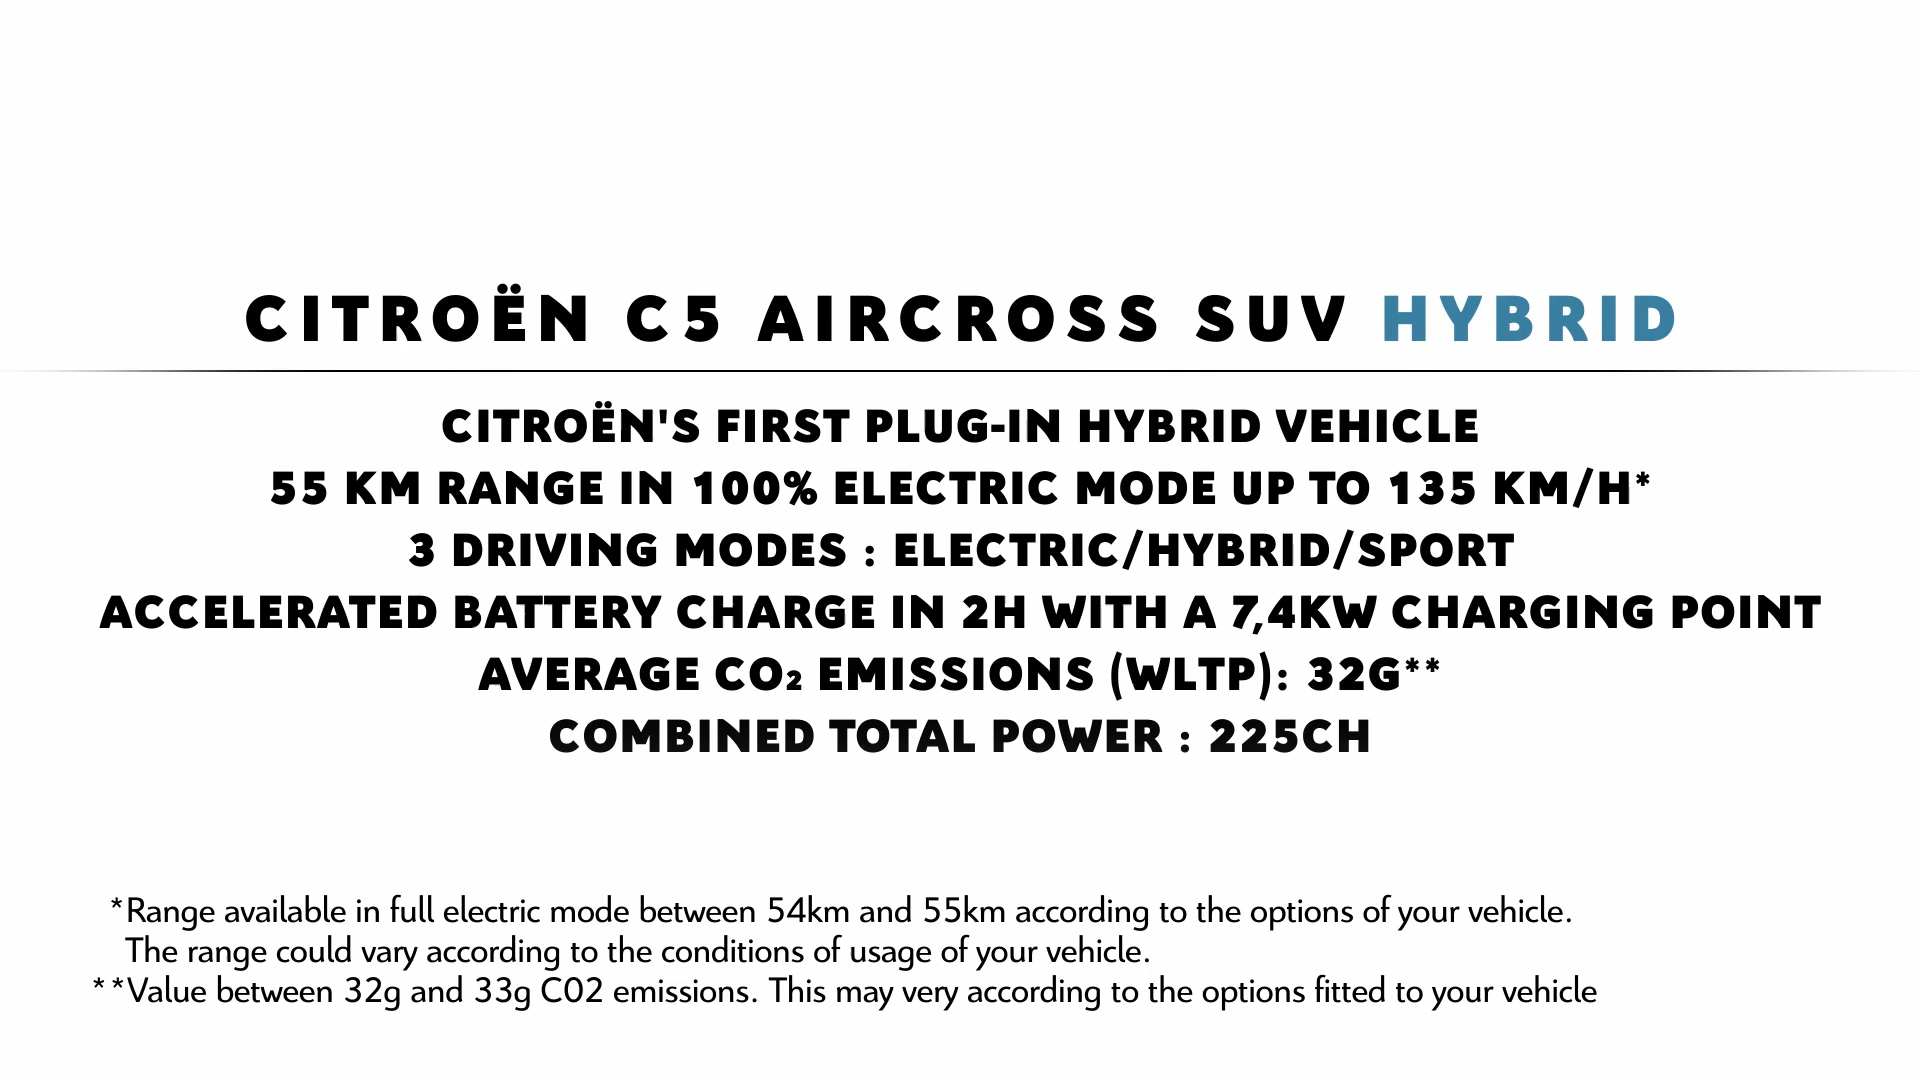 CITROËN C5 AIRCROSS SUV HYBRID
CITROËN'S FIRST PLUG-IN HYBRID VEHICLE
55 KM RANGE IN 100% ELECTRIC MODE UP TO 135 KM/H*
3 DRIVING MODES : ELECTRIC/HYBRID/SPORT
ACCELERATED BATTERY CHARGE IN 2H WITH A 7,4KW CHARGING POINT
AVERAGE CO₂ EMISSIONS (WLTP): 32G**
COMBINED TOTAL POWER : 225CH
*Range available in full electric mode between 54km and 55km according to the options of your vehicle.
The range could vary according to the conditions of usage of your vehicle.
**Value between 32g and 33g C02 emissions. This may very according to the options fitted to your vehicle